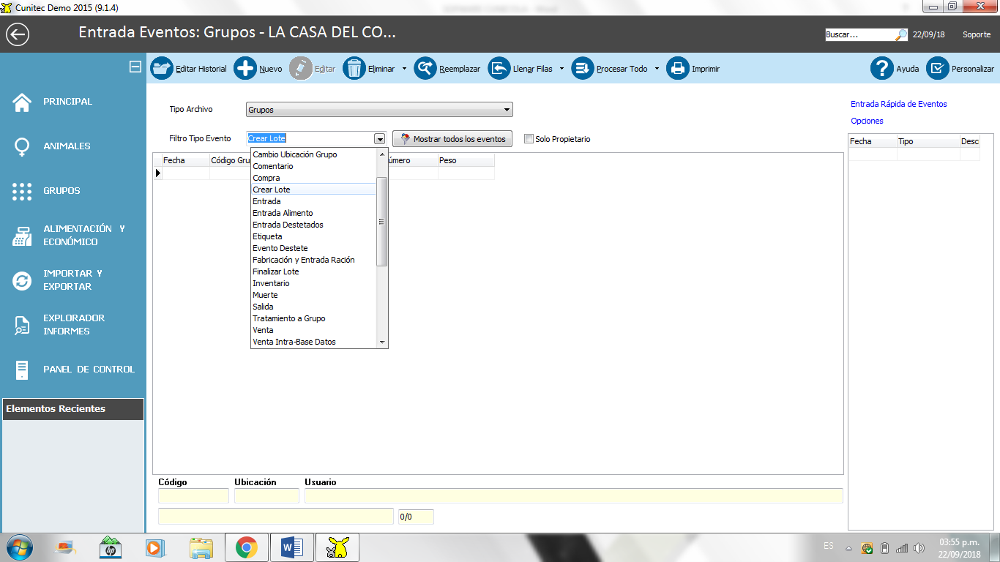 Cunitec Demo 2015 (9.1.4)
Entrada Eventos: Grupos - LA CASA DEL CO...
Buscar...
22/09/18
Soporte
Editar Historial
Nuevo
Editar
Eliminar
Reemplazar
Llenar Filas
Procesar Todo
Imprimir
Ayuda
Personalizar
PRINCIPAL
ANIMALES
GRUPOS
ALIMENTACIÓN Y
ECONÓMICO
IMPORTAR Y
EXPORTAR
EXPLORADOR
INFORMES
PANEL DE CONTROL
Elementos Recientes
Tipo Archivo
Grupos
Filtro Tipo Evento
Crear Lote
Mostrar todos los eventos
Solo Propietario
Fecha
Código Gru
úmero
Peso
Cambio Ubicación Grupo
Comentario
Compra
Crear Lote
Entrada
Entrada Alimento
Entrada Destetados
Etiqueta
Evento Destete
Fabricación y Entrada Ración
Finalizar Lote
Inventario
Muerte
Salida
Tratamiento a Grupo
Venta
Venta Intra-Base Datos
Entrada Rápida de Eventos
Opciones
Fecha
Tipo
Desc
Código
Ubicación
Usuario
0/0
ES
03:55 p.m.
22/09/2018